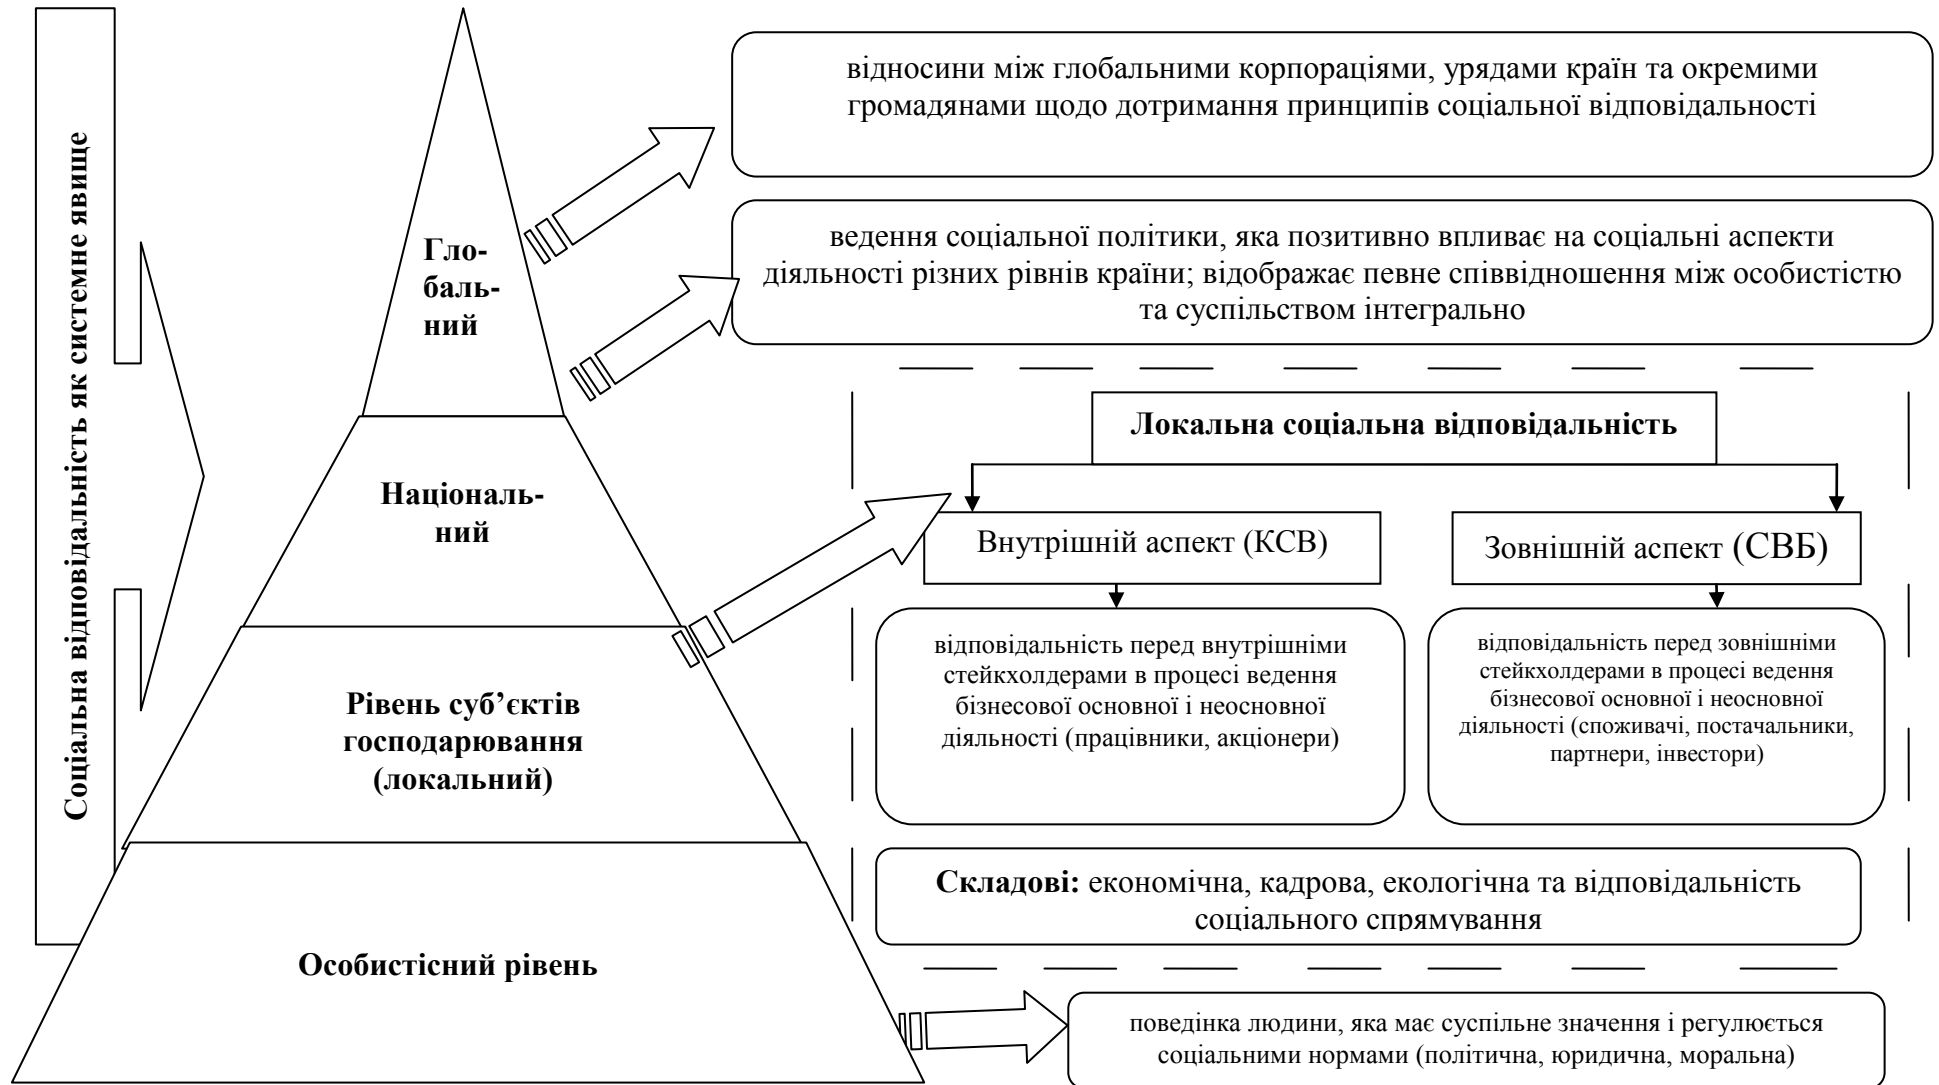 Соціальна відповідальність як системне явище
Гло-
баль-
ний
Національ-
ний
Рівень суб’єктів
господарювання
(локальний)
Особистісний рівень
відносини між глобальними корпораціями, урядами країн та окремими
громадянами щодо дотримання принципів соціальної відповідальності
ведення соціальної політики, яка позитивно впливає на соціальні аспекти
діяльності різних рівнів країни; відображає певне співвідношення між особистістю
та суспільством інтегрально
Локальна соціальна відповідальність
Внутрішній аспект (КСВ)
Зовнішній аспект (СВБ)
відповідальність перед внутрішніми
стейкхолдерами в процесі ведення
бізнесової основної і неосновної
діяльності (працівники, акціонери)
відповідальність перед зовнішніми
стейкхолдерами в процесі ведення
бізнесової основної і неосновної
діяльності (споживачі, постачальники,
партнери, інвестори)
Складові: економічна, кадрова, екологічна та відповідальність
соціального спрямування
поведінка людини, яка має суспільне значення і регулюється
соціальними нормами (політична, юридична, моральна)